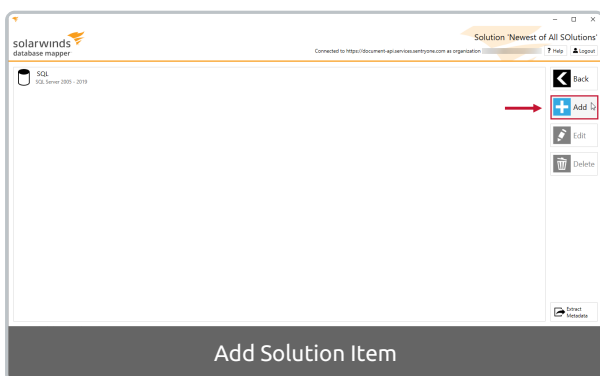 solarwinds
database mapper
Solution 'Newest of All SOlutions'
Connected to https://document-api.services.sentryone.com as organization
? Help
Logout
SQL
SQL Server 2005 - 2019
Back
Add
Edit
Delete
Extract
Metadata
Add Solution Item